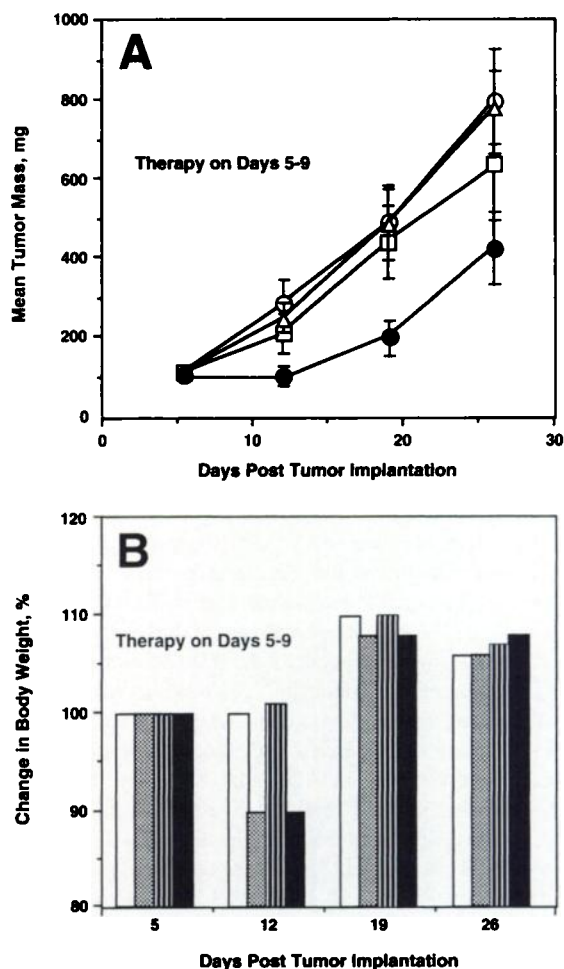 A
1000
800
600
400
200
0
Mean Tumor Mass, mg
Therapy on Days 5-9
0 10 20 30
Days Post Tumor Implantation
B
120
110
100
90
80
Change in Body Weight, %
Therapy on Days 5-9
5 12 19 26
Days Post Tumor Implantation